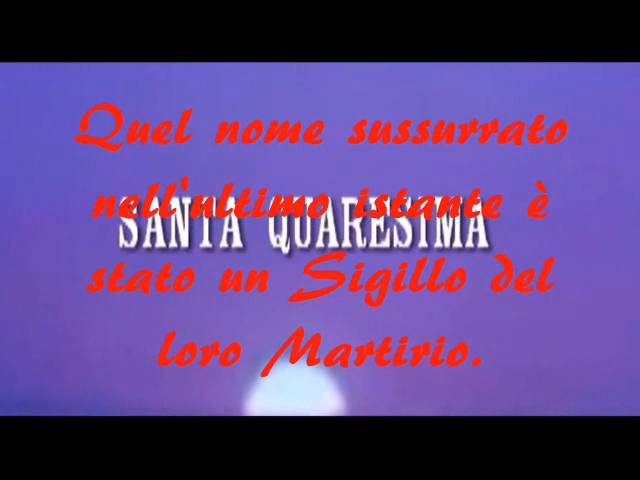 Quel nome sussurrato
nell'ultimo istante è
SANTA QUARESIMA
stato un Sigillo del
loro Martirio.